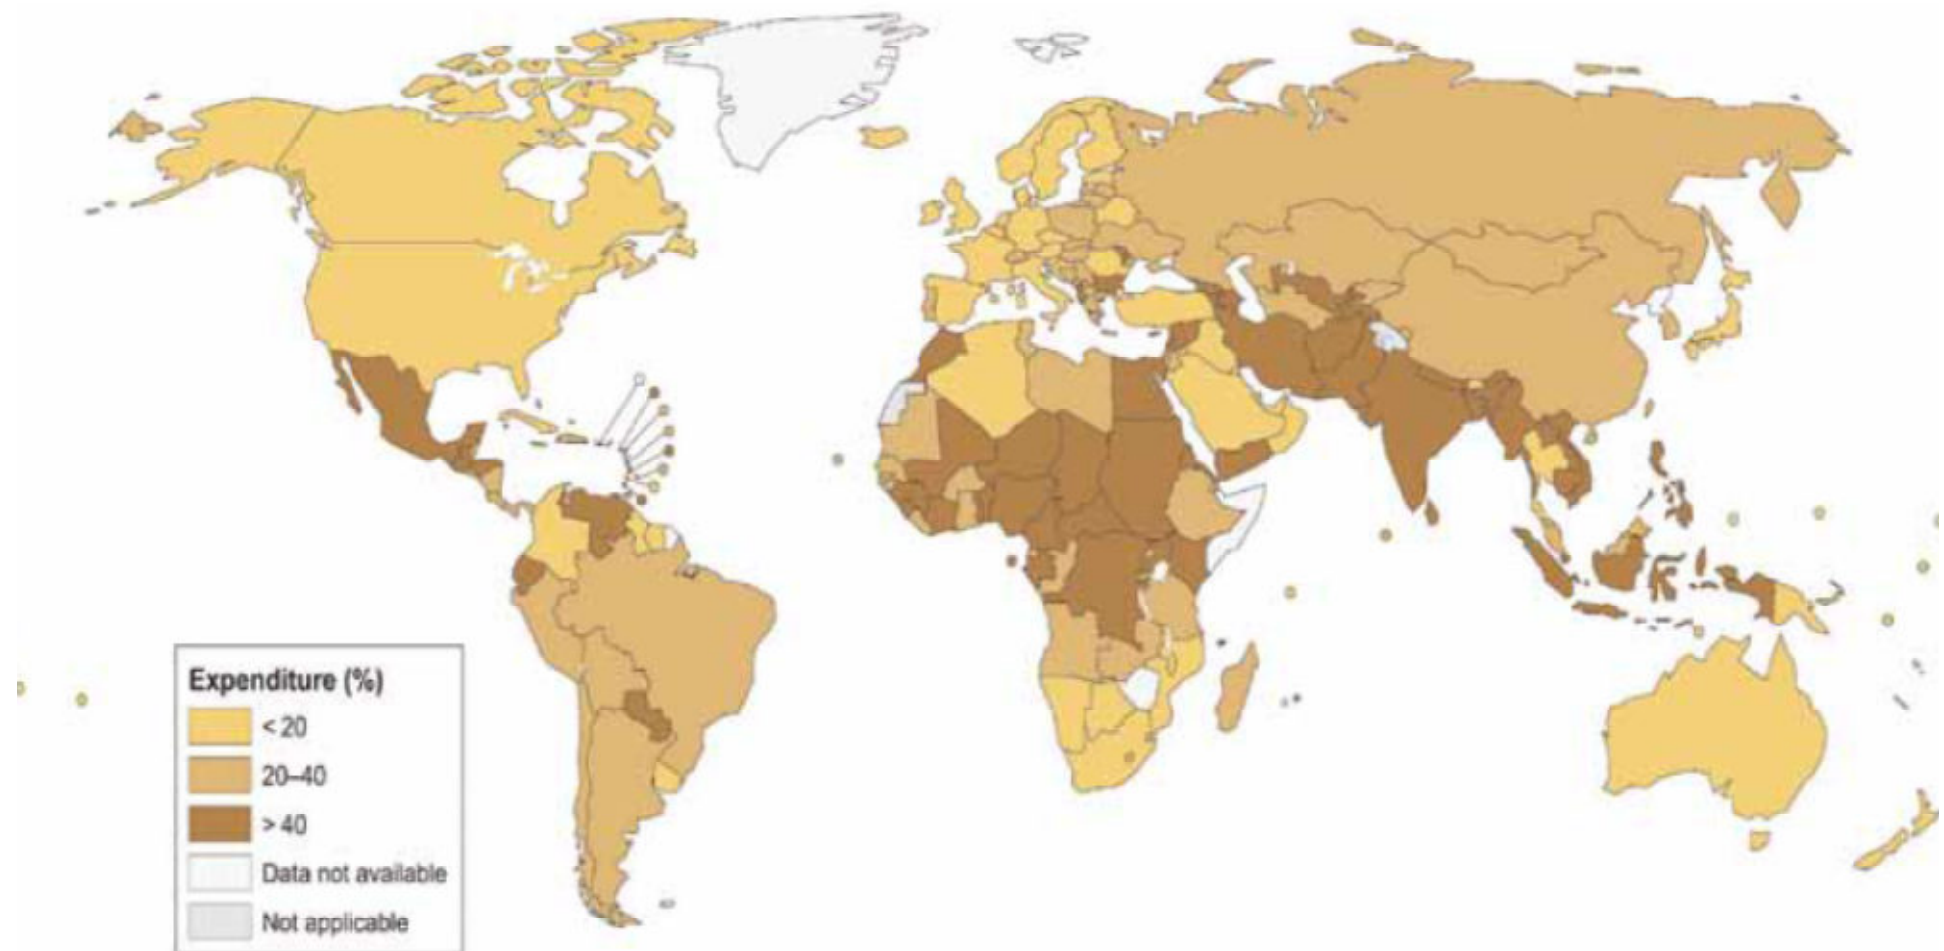 Expenditure (%)
< 20
20–40
> 40
Data not available
Not applicable